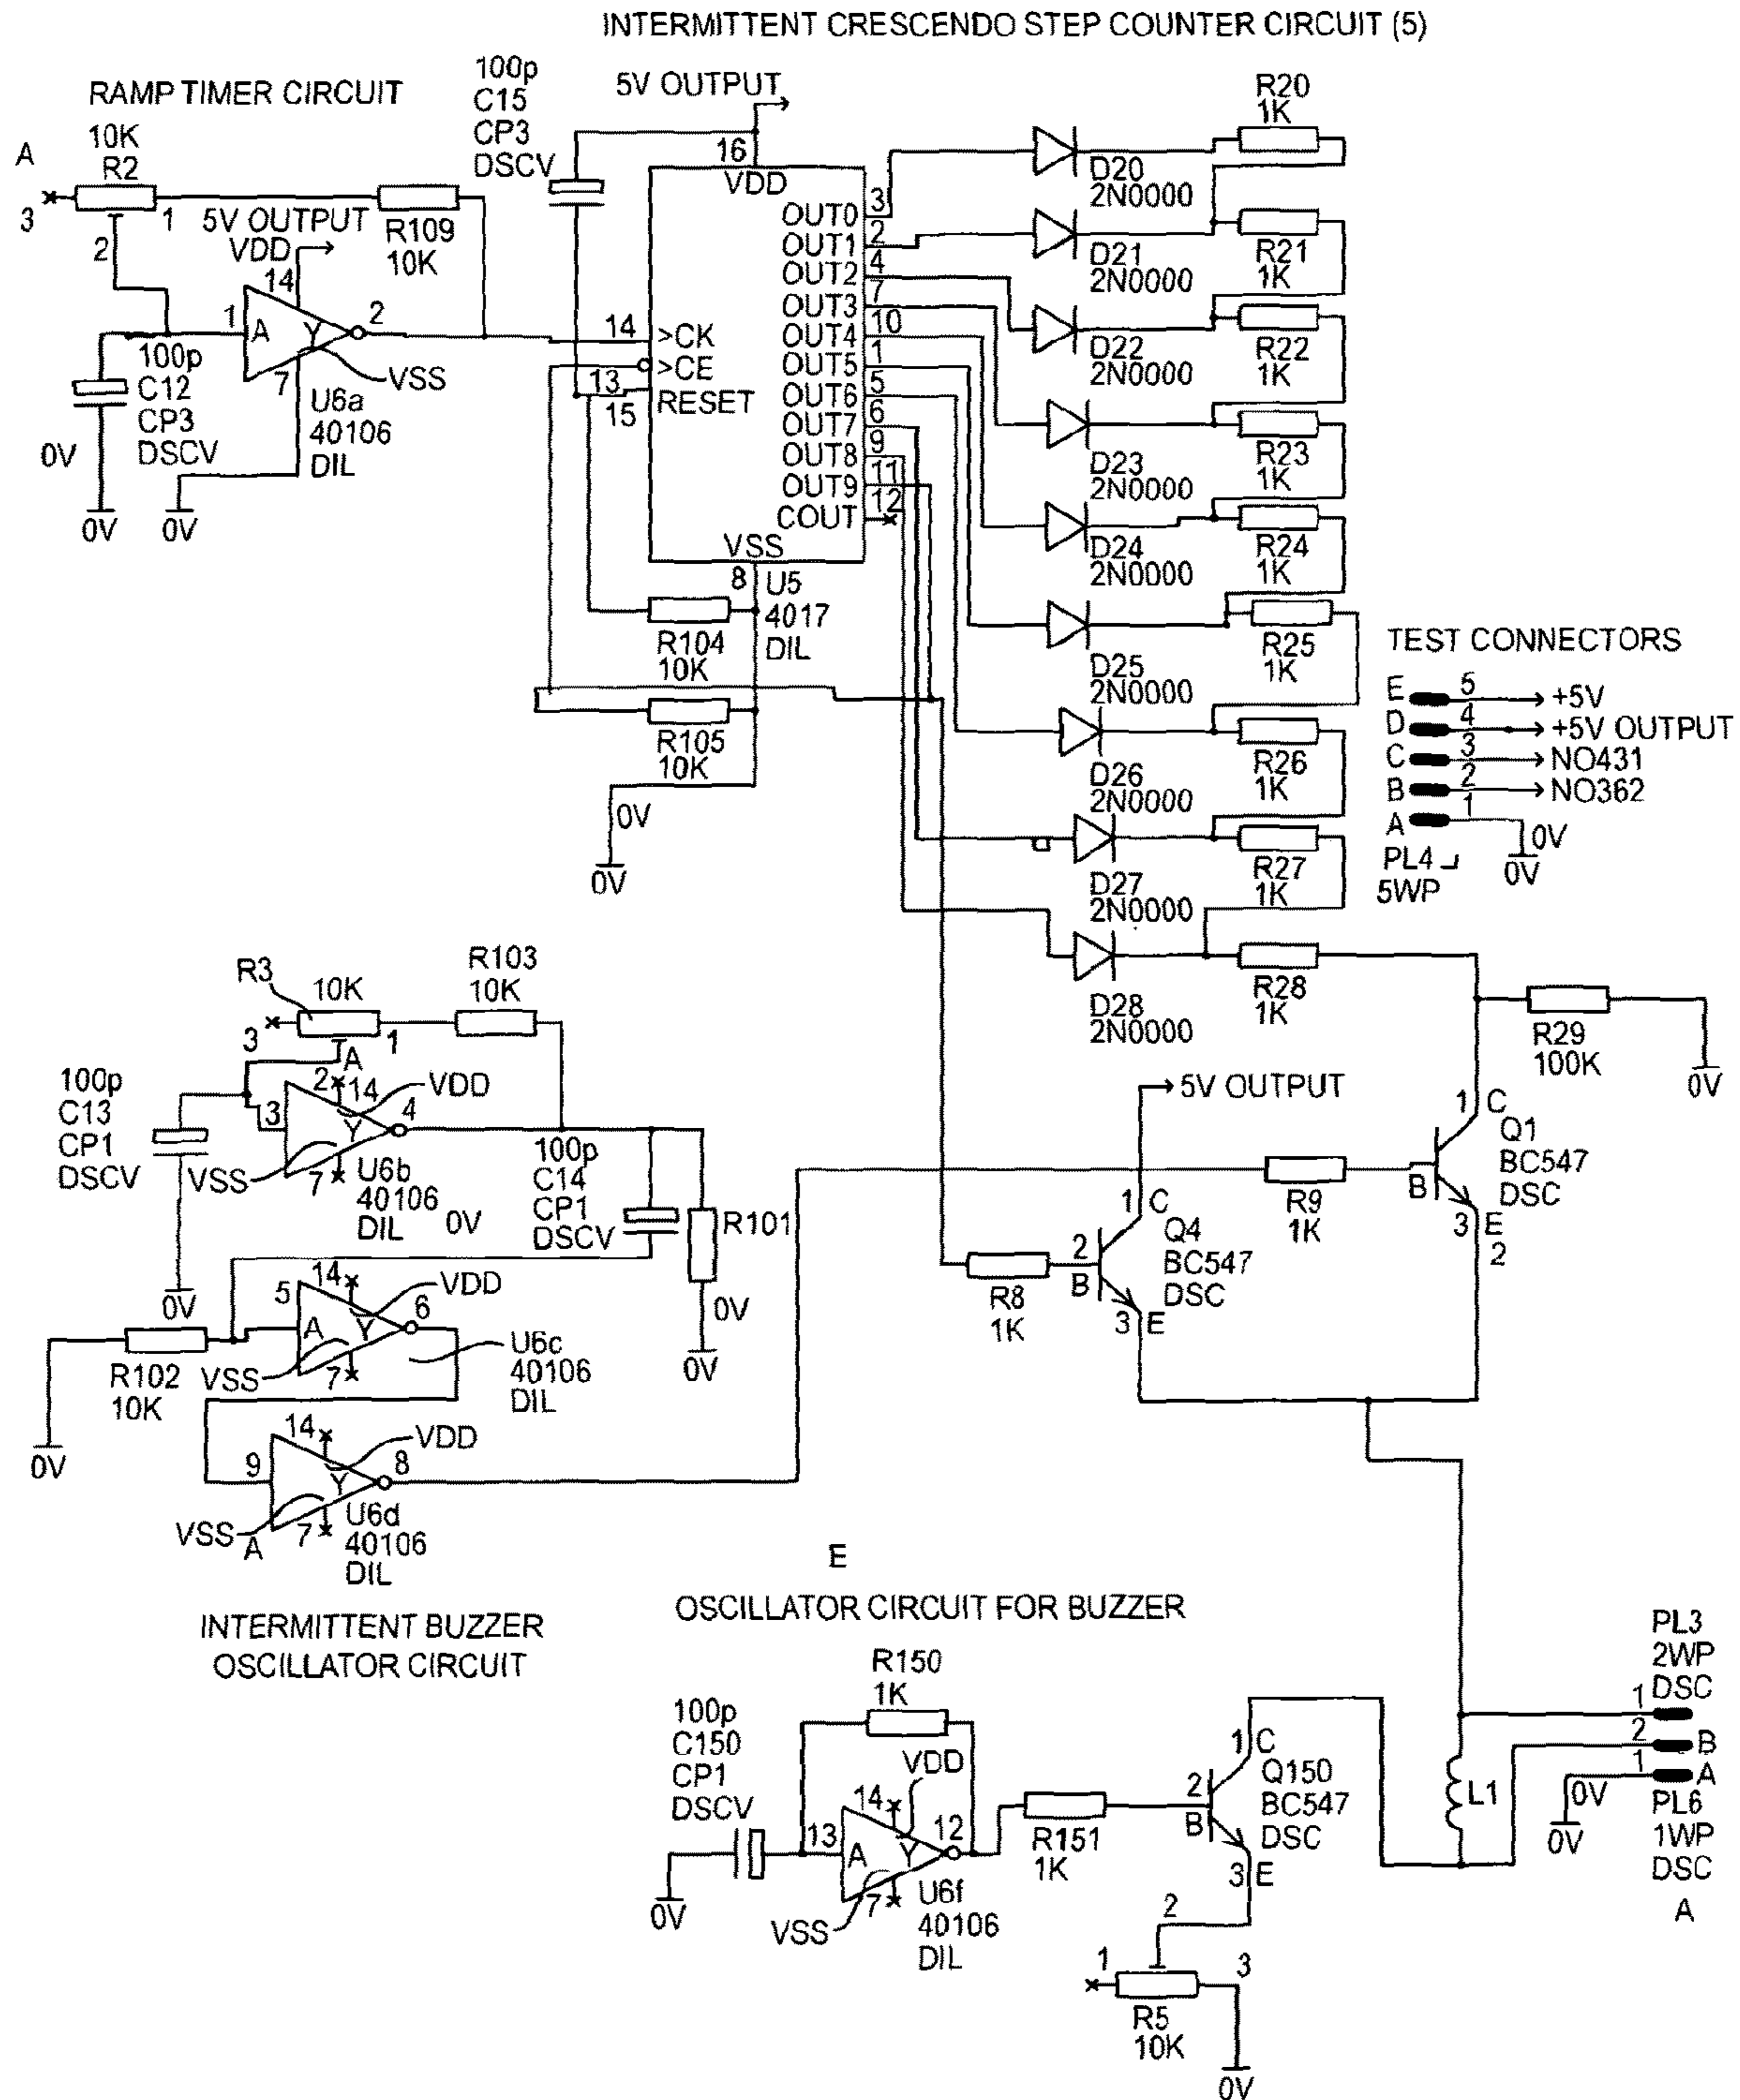 INTERMITTENT CRESCENDO STEP COUNTER CIRCUIT (5)
RAMP TIMER CIRCUIT
10K
R2
A
3
1
2
5V OUTPUT
VDD
14
R109
10K
1
A
Y
2
7
VSS
U6a
40106
DIL
100p
C12
CP3
DSCV
0V
0V
0V
100p
C15
CP3
DSCV
5V OUTPUT
16
VDD
14
>CK
>CE
13
RESET
15
OUT0
3
OUT1
2
OUT2
4
OUT3
7
OUT4
10
OUT5
1
OUT6
5
OUT7
6
OUT8
9
OUT9
11
COUT
12
VSS
8
U5
4017
DIL
R104
10K
R105
10K
0V
0V
D20
2N0000
R20
1K
D21
2N0000
R21
1K
D22
2N0000
R22
1K
D23
2N0000
R23
1K
D24
2N0000
R24
1K
D25
2N0000
R25
1K
D26
2N0000
R26
1K
D27
2N0000
R27
1K
D28
2N0000
R28
1K
TEST CONNECTORS
E 5 +5V
D 4 +5V OUTPUT
C 3 NO431
B 2 NO362
A 1 0V
0V
PL4
5WP
R29
100K
0V
R3
10K
R103
10K
3
1
A
2
14
VDD
3
Y
4
VSS
7
U6b
40106
DIL
0V
100p
C13
CP1
DSCV
0V
100p
C14
CP1
DSCV
R101
0V
0V
5
14
VDD
A
Y
6
VSS
7
U6c
40106
DIL
R102
10K
0V
14
VDD
9
Y
8
VSS
A
7
U6d
40106
DIL
INTERMITTENT BUZZER
OSCILLATOR CIRCUIT
5V OUTPUT
1 C
Q4
BC547
DSC
2
B
3 E
R8
1K
R9
1K
1 C
Q1
BC547
DSC
B
3 E
2
E
OSCILLATOR CIRCUIT FOR BUZZER
R150
1K
100p
C150
CP1
DSCV
0V
VDD
14
13
A
Y
12
7
VSS
U6f
40106
DIL
R151
1K
1 C
Q150
BC547
DSC
2
B
3 E
2
1
3
R5
10K
0V
L1
PL3
2WP
DSC
1
2 B
1 A
0V
0V
PL6
1WP
DSC
A